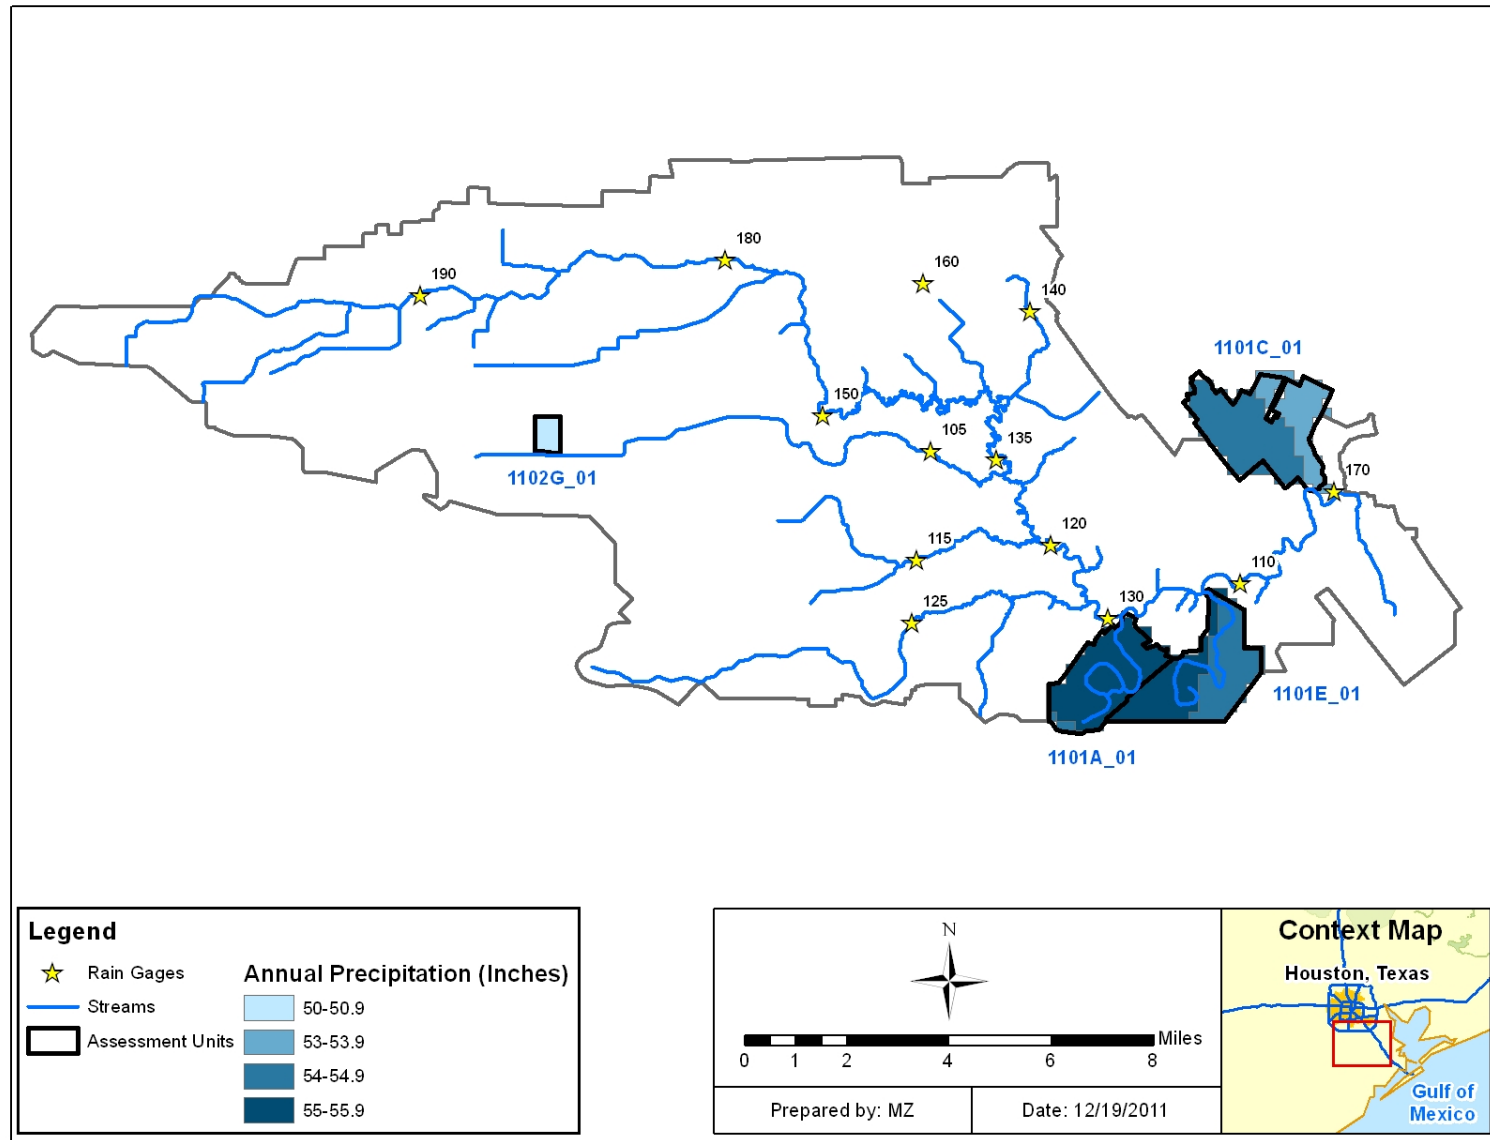 180
160
190
140
1101C_01
150
105
135
170
1102G_01
120
115
110
125
130
1101E_01
1101A_01
Legend
Rain Gages
Streams
Assessment Units
Annual Precipitation (Inches)
50-50.9
53-53.9
54-54.9
55-55.9
N
Miles
0 1 2 4 6 8
Prepared by: MZ
Date: 12/19/2011
Context Map
Houston, Texas
Gulf of
Mexico